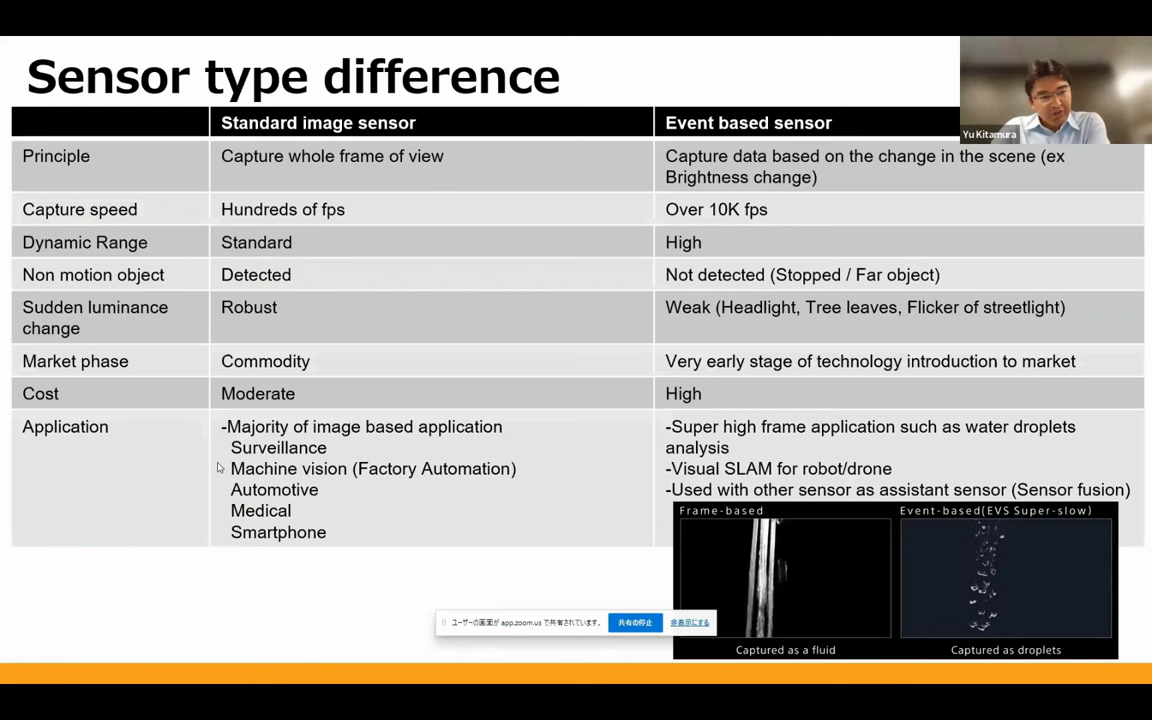 Sensor type difference
Standard image sensor
Event based sensor
Yu Kitamura
Principle
Capture whole frame of view
Capture data based on the change in the scene (ex
Brightness change)
Capture speed
Hundreds of fps
Over 10K fps
Dynamic Range
Standard
High
Non motion object
Detected
Not detected (Stopped / Far object)
Sudden luminance
change
Robust
Weak (Headlight, Tree leaves, Flicker of streetlight)
Market phase
Commodity
Very early stage of technology introduction to market
Cost
Moderate
High
Application
-Majority of image based application
Surveillance
Machine vision (Factory Automation)
Automotive
Medical
Smartphone
-Super high frame application such as water droplets
analysis
-Visual SLAM for robot/drone
-Used with other sensor as assistant sensor (Sensor fusion)
Frame-based
Event-based(EVS Super-slow)
Captured as a fluid
Captured as droplets
ユーザーの画面が app.zoom.us で共有されています。
共有の停止
非表示にする